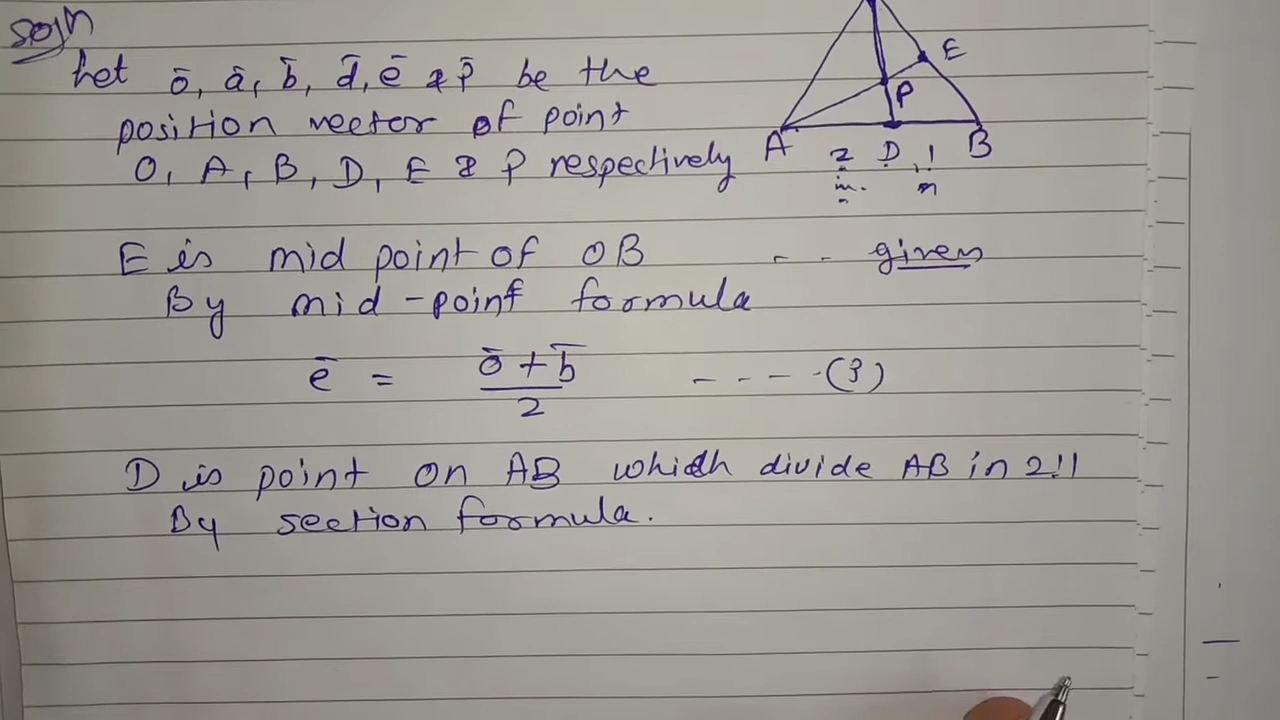 Soln
Let ō, ā, b̄, d̄, ē & p̄ be the
position vector of point
O, A, B, D, E & P respectively
E
P
A 2 D 1 B
m n
E is mid point of OB - - given
By mid-point formula
ē = ō + b̄ / 2 - - - - (3)
D is point on AB which divide AB in 2:1
By section formula.